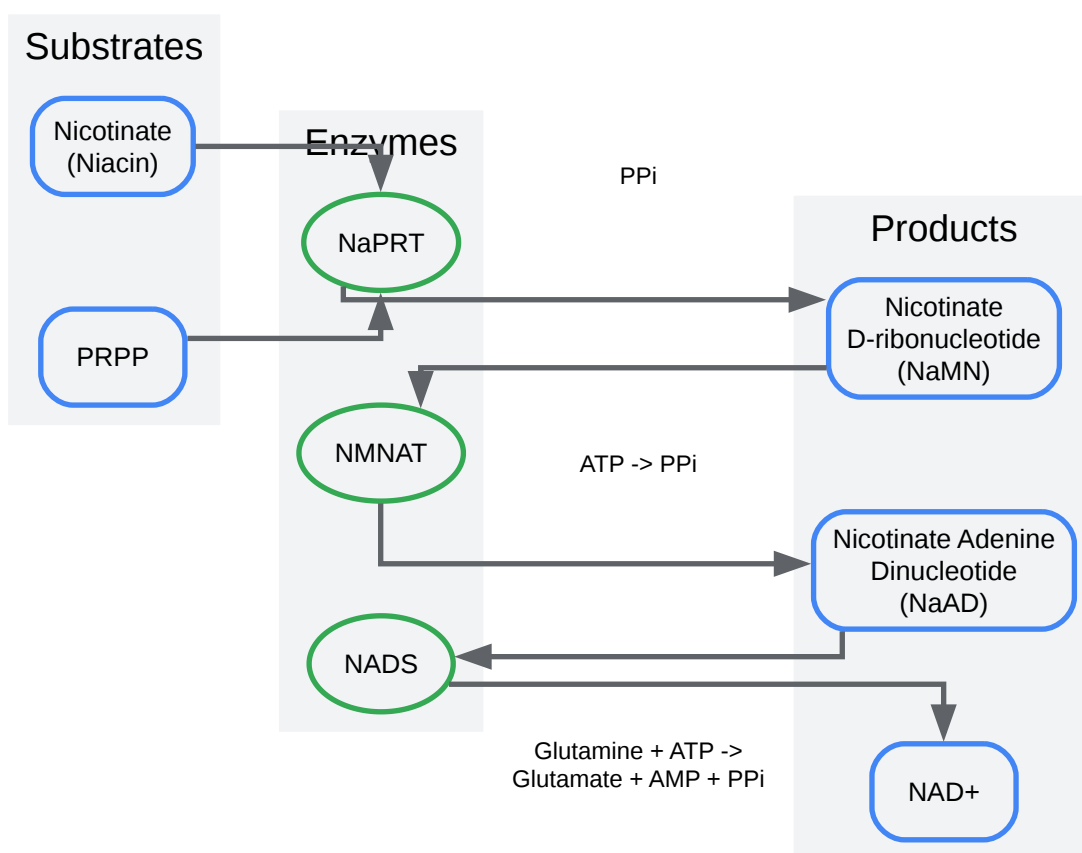 Substrates
Nicotinate
(Niacin)
PRPP
Enzymes
NaPRT
NMNAT
NADS
PPi
ATP -> PPi
Glutamine + ATP ->
Glutamate + AMP + PPi
Products
Nicotinate
D-ribonucleotide
(NaMN)
Nicotinate Adenine
Dinucleotide
(NaAD)
NAD+